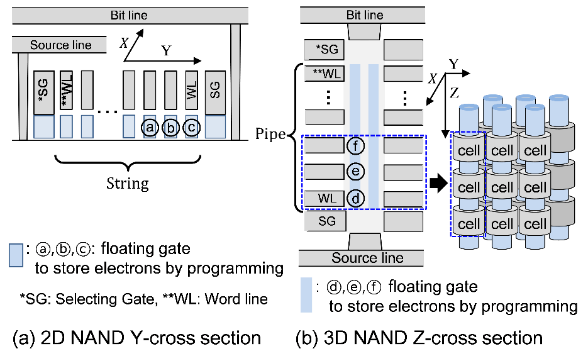 Bit line
Source line
X
Y
*SG
**WL
...
WL
SG
ⓐ ⓑ ⓒ
String
: ⓐ,ⓑ,ⓒ: floating gate
to store electrons by programming
*SG: Selecting Gate, **WL: Word line
(a) 2D NAND Y-cross section
Bit line
*SG
**WL
Pipe
ⓕ
ⓔ
WL ⓓ
SG
Source line
X
Y
Z
cell cell cell
cell cell cell
cell cell cell
: ⓓ,ⓔ,ⓕ floating gate
to store electrons by programming
(b) 3D NAND Z-cross section